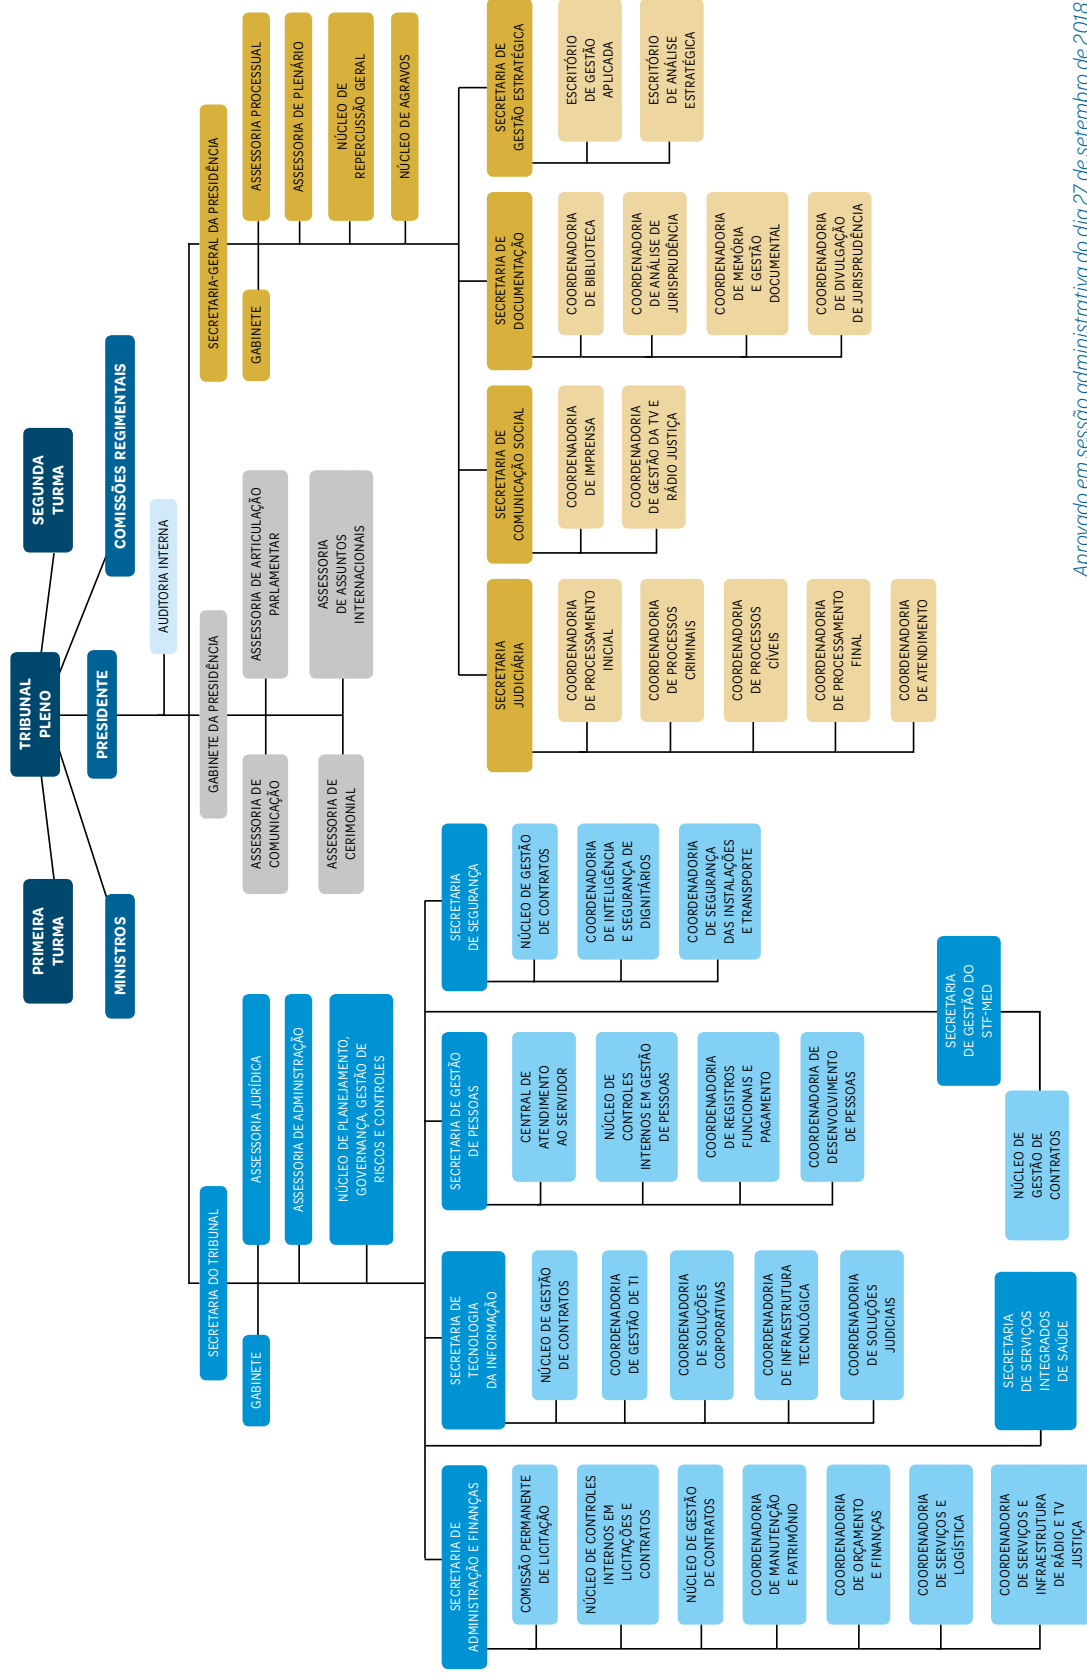 PRIMEIRA
TURMA
TRIBUNAL
PLENO
SEGUNDA
TURMA
MINISTROS
PRESIDENTE
COMISSÕES REGIMENTAIS
AUDITORIA INTERNA
SECRETARIA DO TRIBUNAL
GABINETE DA PRESIDÊNCIA
SECRETARIA-GERAL DA PRESIDÊNCIA
GABINETE
ASSESSORIA JURÍDICA
ASSESSORIA DE ADMINISTRAÇÃO
NÚCLEO DE PLANEJAMENTO,
GOVERNANÇA, GESTÃO DE
RISCOS E CONTROLES
ASSESSORIA DE
COMUNICAÇÃO
ASSESSORIA DE ARTICULAÇÃO
PARLAMENTAR
ASSESSORIA DE
CERIMONIAL
ASSESSORIA
DE ASSUNTOS
INTERNACIONAIS
GABINETE
ASSESSORIA PROCESSUAL
ASSESSORIA DE PLENÁRIO
NÚCLEO DE
REPERCUSSÃO GERAL
NÚCLEO DE AGRAVOS
SECRETARIA DE
ADMINISTRAÇÃO E FINANÇAS
COMISSÃO PERMANENTE
DE LICITAÇÃO
NÚCLEO DE CONTROLES
INTERNOS EM
LICITAÇÕES E
CONTRATOS
NÚCLEO DE GESTÃO
DE CONTRATOS
COORDENADORIA
DE MANUTENÇÃO
E PATRIMÔNIO
COORDENADORIA
DE ORÇAMENTO
E FINANÇAS
COORDENADORIA
DE SERVIÇOS E
LOGÍSTICA
COORDENADORIA
DE SERVIÇOS E
INFRAESTRUTURA
DE RÁDIO E TV
JUSTIÇA
SECRETARIA DE
TECNOLOGIA
DA INFORMAÇÃO
NÚCLEO DE GESTÃO
DE CONTRATOS
COORDENADORIA
DE GESTÃO DE TI
COORDENADORIA
DE SOLUÇÕES
CORPORATIVAS
COORDENADORIA
DE INFRAESTRUTURA
TECNOLÓGICA
COORDENADORIA
DE SOLUÇÕES
JUDICIAIS
SECRETARIA DE GESTÃO
DE PESSOAS
CENTRAL DE
ATENDIMENTO
AO SERVIDOR
NÚCLEO DE
CONTROLES
INTERNOS EM GESTÃO
DE PESSOAS
COORDENADORIA
DE REGISTROS
FUNCIONAIS E
PAGAMENTO
COORDENADORIA DE
DESENVOLVIMENTO
DE PESSOAS
SECRETARIA
DE SEGURANÇA
NÚCLEO DE GESTÃO
DE CONTRATOS
COORDENADORIA
DE INTELIGÊNCIA
E SEGURANÇA DE
DIGNITÁRIOS
COORDENADORIA
DE SEGURANÇA
DAS INSTALAÇÕES
E TRANSPORTE
SECRETARIA
DE SERVIÇOS
INTEGRADOS
DE SAÚDE
SECRETARIA
DE GESTÃO DO
STF-MED
NÚCLEO DE
GESTÃO DE
CONTRATOS
SECRETARIA
JUDICIÁRIA
COORDENADORIA
DE PROCESSAMENTO
INICIAL
COORDENADORIA
DE PROCESSOS
CRIMINAIS
COORDENADORIA
DE PROCESSOS
CÍVEIS
COORDENADORIA
DE PROCESSAMENTO
FINAL
COORDENADORIA
DE ATENDIMENTO
SECRETARIA DE
COMUNICAÇÃO SOCIAL
COORDENADORIA
DE IMPRENSA
COORDENADORIA
DE GESTÃO DA TV E
RÁDIO JUSTIÇA
SECRETARIA DE
DOCUMENTAÇÃO
COORDENADORIA
DE BIBLIOTECA
COORDENADORIA
DE ANÁLISE DE
JURISPRUDÊNCIA
COORDENADORIA
DE MEMÓRIA
E GESTÃO
DOCUMENTAL
COORDENADORIA
DE DIVULGAÇÃO
DE JURISPRUDÊNCIA
SECRETARIA DE
GESTÃO ESTRATÉGICA
ESCRITÓRIO
DE GESTÃO
APLICADA
ESCRITÓRIO
DE ANÁLISE
ESTRATÉGICA
Aprovado em sessão administrativa do dia 27 de setembro de 2018